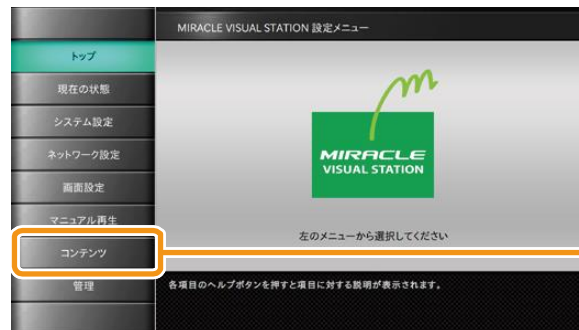 MIRACLE VISUAL STATION 設定メニュー
トップ
現在の状態
システム設定
ネットワーク設定
画面設定
マニュアル再生
コンテンツ
管理
MIRACLE
VISUAL STATION
左のメニューから選択してください
各項目のヘルプボタンを押すと項目に対する説明が表示されます。